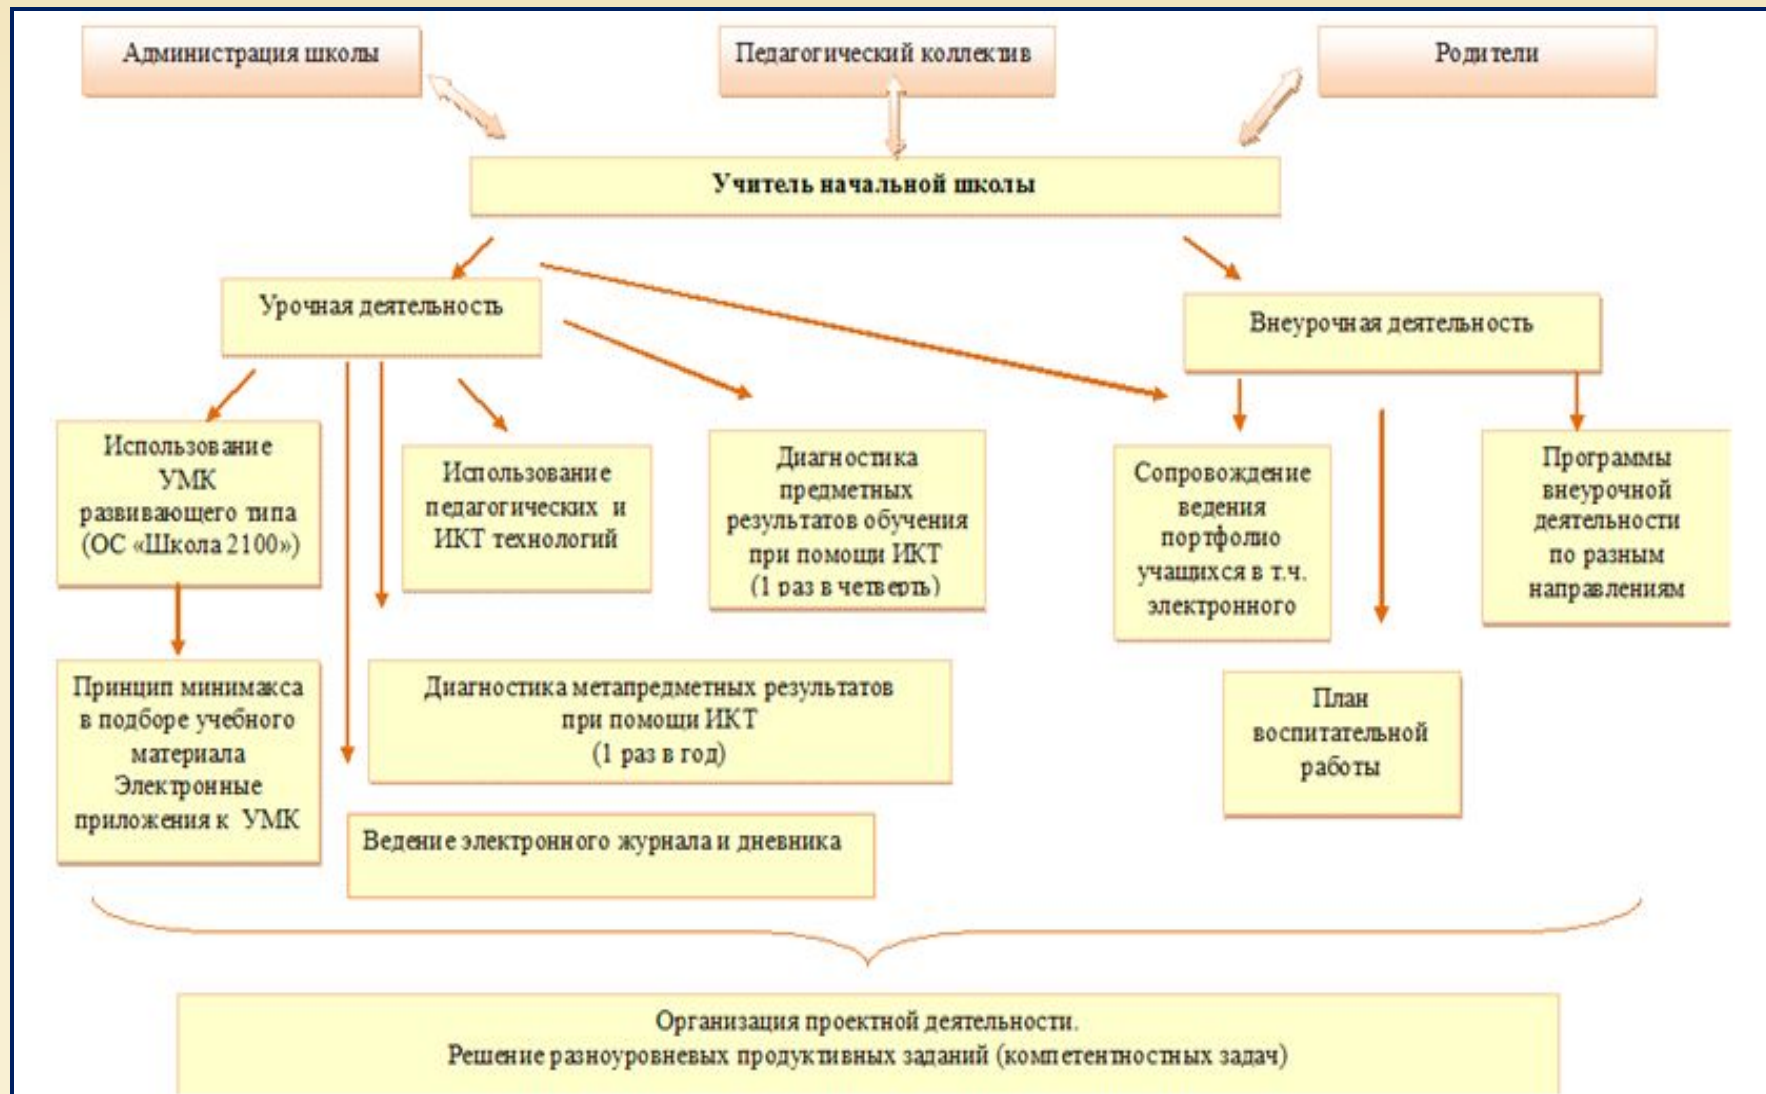 Администрация школы
Педагогический коллектив
Родители
Учитель начальной школы
Урочная деятельность
Внеурочная деятельность
Использование
УМК
развивающего типа
(ОС «Школа 2100»)
Использование
педагогических и
ИКТ технологий
Диагностика
предметных
результатов обучения
при помощи ИКТ
(1 раз в четверть)
Сопровождение
ведения
портфолио
учащихся в т.ч.
электронного
Программы
внеурочной
деятельности
по разным
направлениям
Принцип минимакса
в подборе учебного
материала
Электронные
приложения к УМК
Диагностика метапредметных результатов
при помощи ИКТ
(1 раз в год)
План
воспитательной
работы
Ведение электронного журнала и дневника
Организация проектной деятельности.
Решение разноуровневых продуктивных заданий (компетентностных задач)